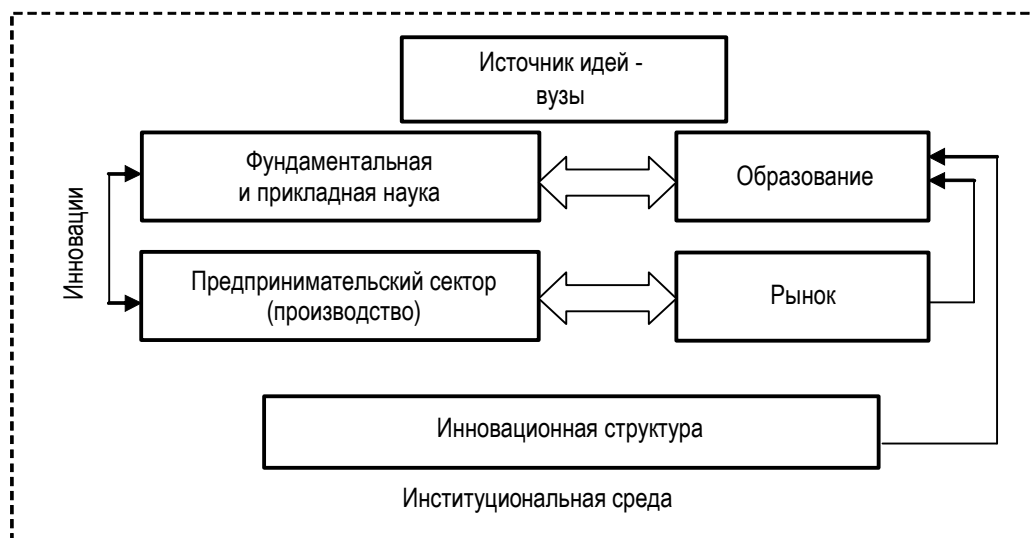 Источник идей -
вузы
Фундаментальная
и прикладная наука
Образование
Инновации
Предпринимательский сектор
(производство)
Рынок
Инновационная структура
Институциональная среда